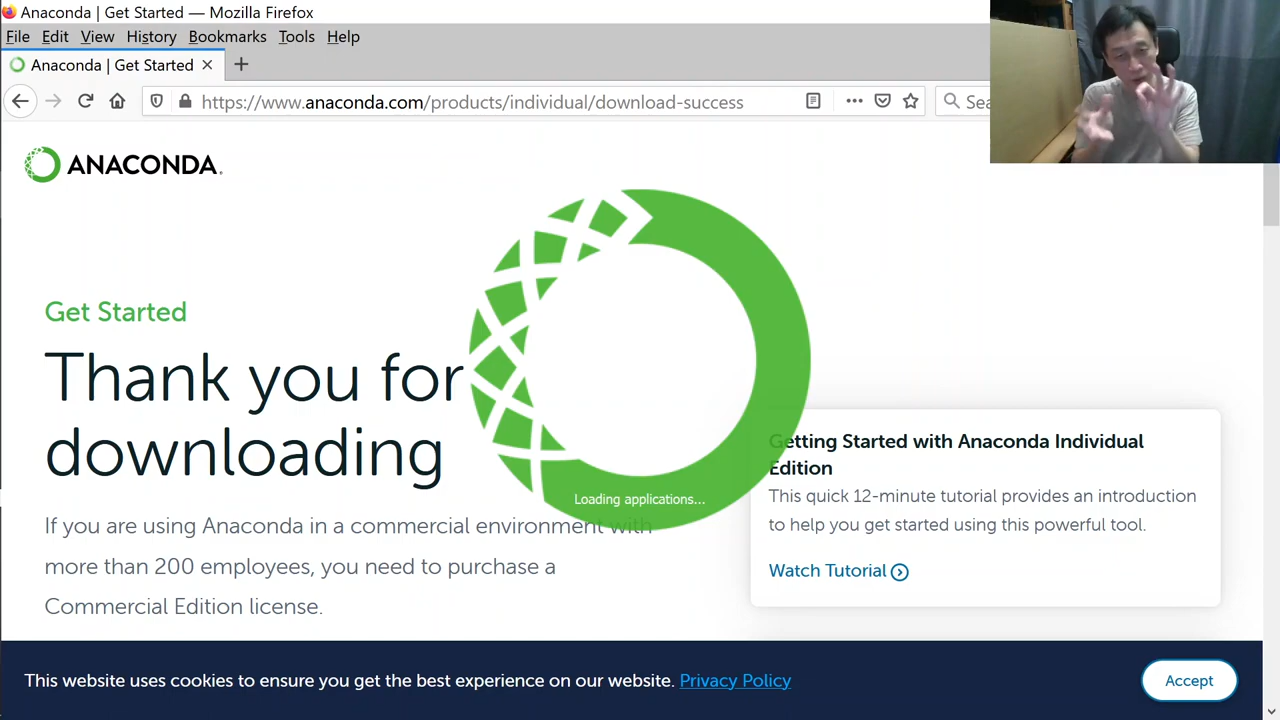 Anaconda | Get Started — Mozilla Firefox
File Edit View History Bookmarks Tools Help
Anaconda | Get Started
https://www.anaconda.com/products/individual/download-success
Sea
ANACONDA.
Get Started
Thank you for
downloading
If you are using Anaconda in a commercial environment with
more than 200 employees, you need to purchase a
Commercial Edition license.
Loading applications...
Getting Started with Anaconda Individual
Edition
This quick 12-minute tutorial provides an introduction
to help you get started using this powerful tool.
Watch Tutorial
This website uses cookies to ensure you get the best experience on our website. Privacy Policy
Accept